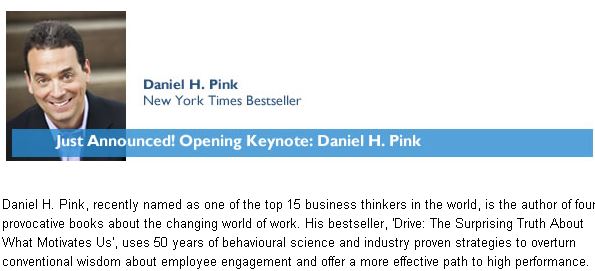 Daniel H. Pink
New York Times Bestseller
Just Announced! Opening Keynote: Daniel H. Pink
Daniel H. Pink, recently named as one of the top 15 business thinkers in the world, is the author of four
provocative books about the changing world of work. His bestseller, 'Drive: The Surprising Truth About
What Motivates Us', uses 50 years of behavioural science and industry proven strategies to overturn
conventional wisdom about employee engagement and offer a more effective path to high performance.